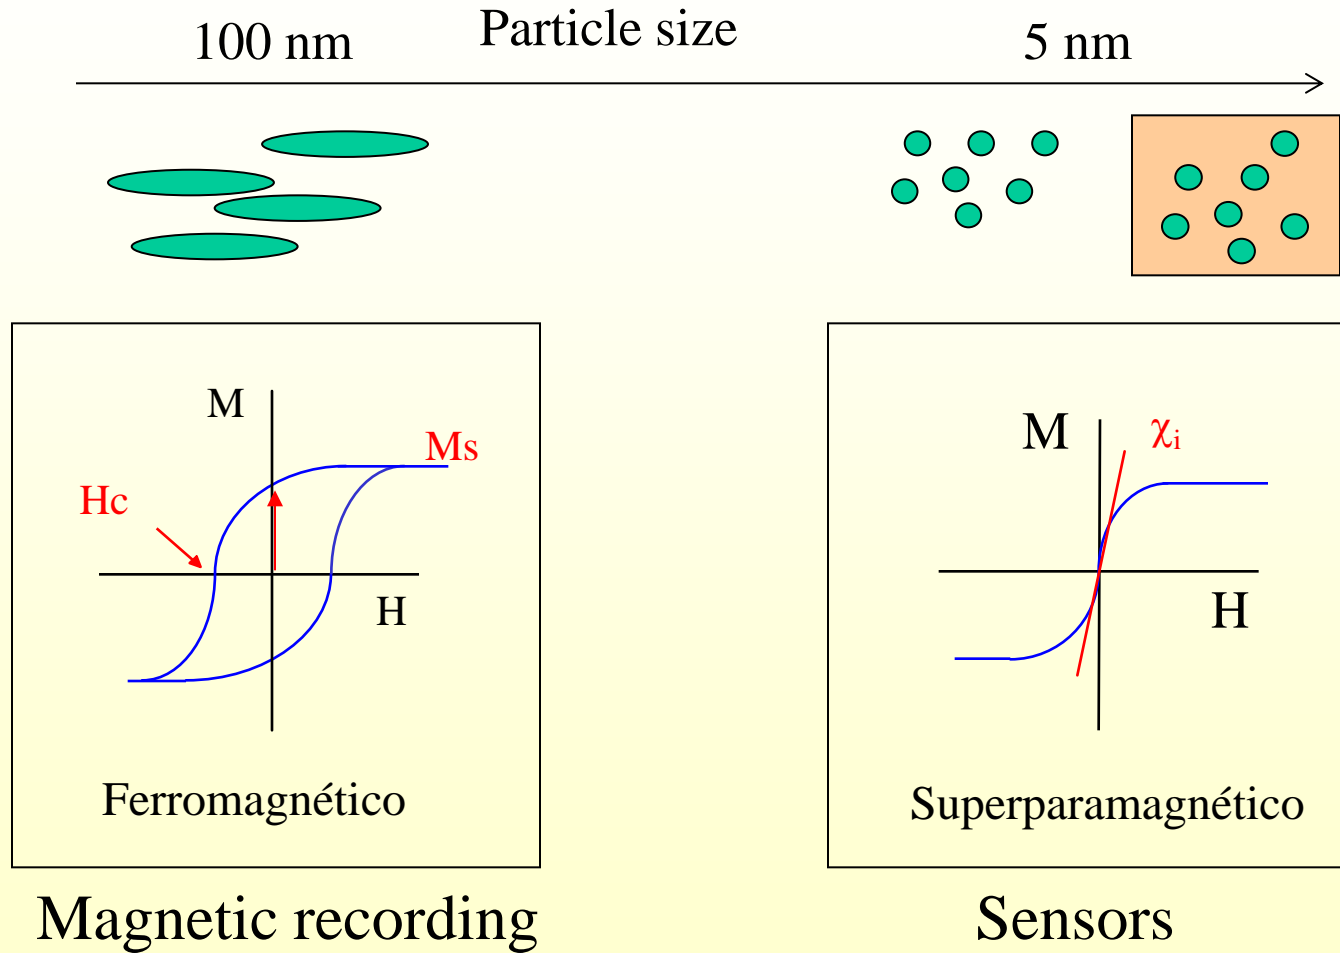 100 nm
Particle size
5 nm
M
Ms
Hc
H
Ferromagnético
Magnetic recording
M
χi
H
Superparamagnético
Sensors